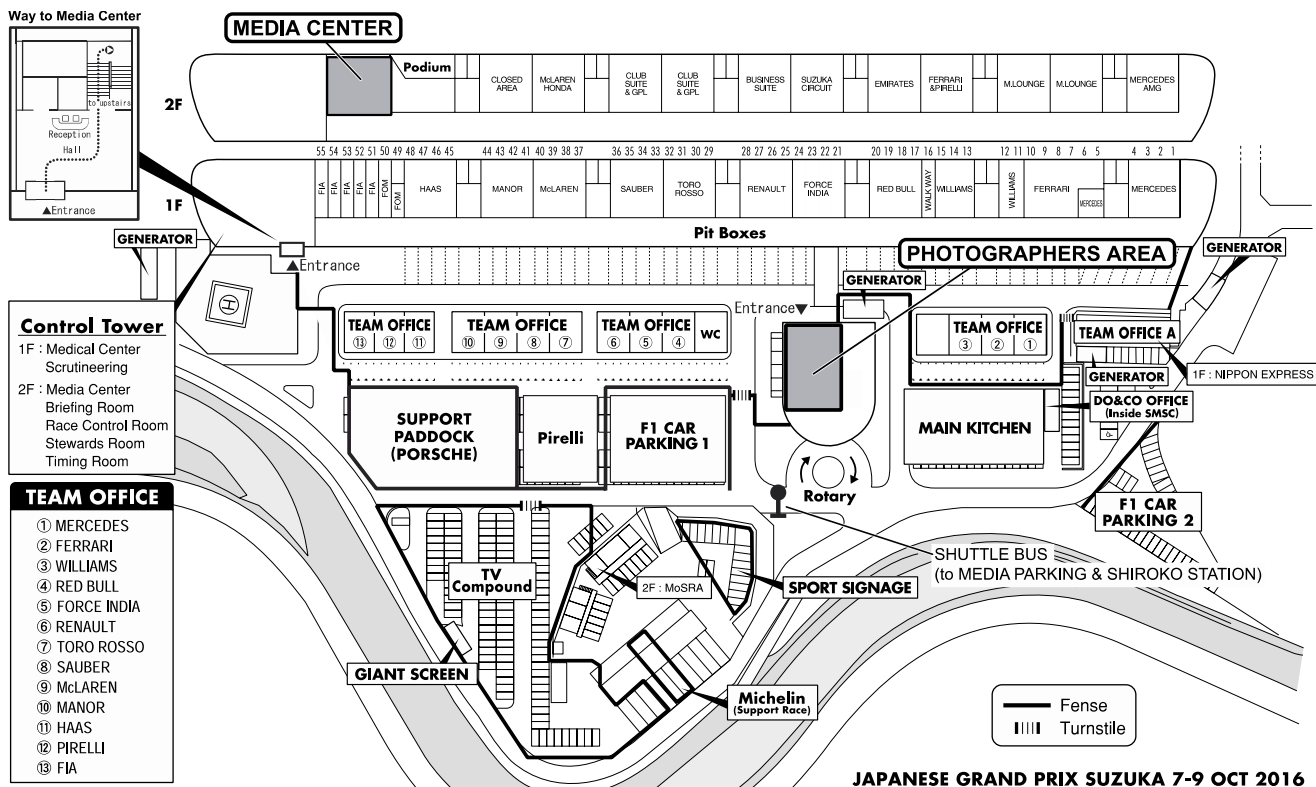 Way to Media Center
to upstairs
Reception
Hall
▲Entrance
MEDIA CENTER
2F
Podium
CLOSED
AREA
McLAREN
HONDA
CLUB
SUITE
& GPL
CLUB
SUITE
& GPL
BUSINESS
SUITE
SUZUKA
CIRCUIT
EMIRATES
FERRARI
&PIRELLI
M.LOUNGE
M.LOUNGE
MERCEDES
AMG
55 54 53 52 51 50 49 48 47 46 45 44 43 42 41 40 39 38 37 36 35 34 33 32 31 30 29 28 27 26 25 24 23 22 21 20 19 18 17 16 15 14 13 12 11 10 9 8 7 6 5 4 3 2 1
1F
FIA
FIA
FIA
FIA
FIA
FOM
FOM
HAAS
MANOR
McLAREN
SAUBER
TORO
ROSSO
RENAULT
FORCE
INDIA
RED BULL
WALK WAY
WILLIAMS
WILLIAMS
FERRARI
MERCEDES
MERCEDES
Pit Boxes
GENERATOR
▲Entrance
PHOTOGRAPHERS AREA
GENERATOR
GENERATOR
Entrance▼
H
Control Tower
1F : Medical Center
Scrutineering
2F : Media Center
Briefing Room
Race Control Room
Stewards Room
Timing Room
TEAM OFFICE
⑬ ⑫ ⑪
TEAM OFFICE
⑩ ⑨ ⑧ ⑦
TEAM OFFICE
⑥ ⑤ ④
WC
TEAM OFFICE
③ ② ①
TEAM OFFICE A
1F : NIPPON EXPRESS
GENERATOR
DO&CO OFFICE
(Inside SMSC)
SUPPORT
PADDOCK
(PORSCHE)
Pirelli
F1 CAR
PARKING 1
MAIN KITCHEN
Rotary
F1 CAR
PARKING 2
TEAM OFFICE
① MERCEDES
② FERRARI
③ WILLIAMS
④ RED BULL
⑤ FORCE INDIA
⑥ RENAULT
⑦ TORO ROSSO
⑧ SAUBER
⑨ McLAREN
⑩ MANOR
⑪ HAAS
⑫ PIRELLI
⑬ FIA
TV
Compound
2F : MoSRA
SPORT SIGNAGE
SHUTTLE BUS
(to MEDIA PARKING & SHIROKO STATION)
GIANT SCREEN
Michelin
(Support Race)
Fense
Turnstile
JAPANESE GRAND PRIX SUZUKA 7-9 OCT 2016